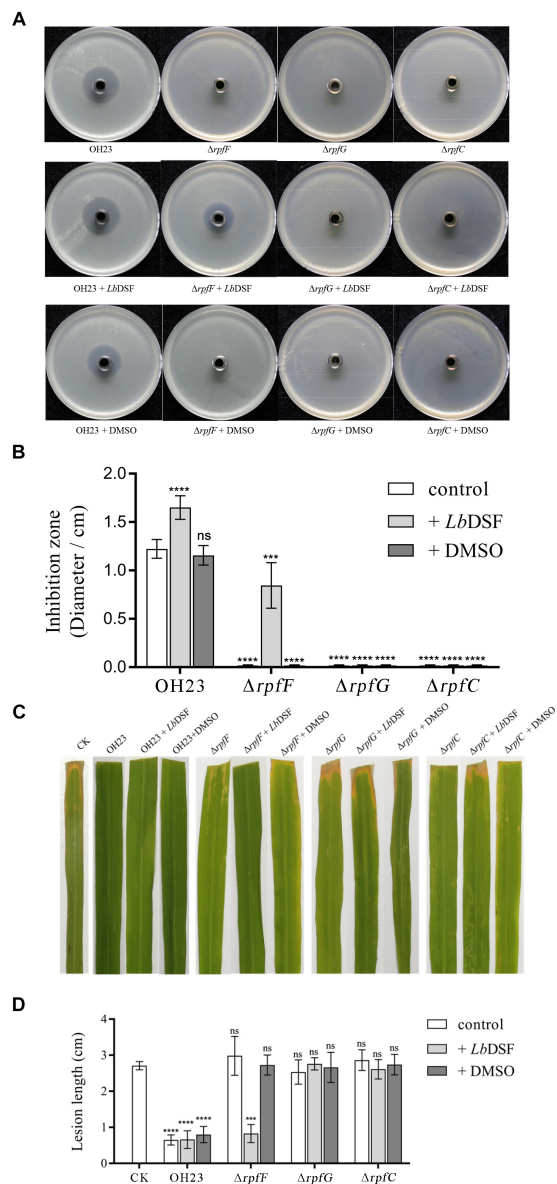 A
OH23 ΔrpfF ΔrpfG ΔrpfC
OH23 + LbDSF ΔrpfF + LbDSF ΔrpfG + LbDSF ΔrpfC + LbDSF
OH23 + DMSO ΔrpfF + DMSO ΔrpfG + DMSO ΔrpfC + DMSO
B
Inhibition zone
(Diameter / cm)
2.0
1.5
1.0
0.5
0.0
**** ns *** **** **** **** **** **** **** **** ****
control
+ LbDSF
+ DMSO
OH23 ΔrpfF ΔrpfG ΔrpfC
C
CK OH23 OH23 + LbDSF OH23+DMSO ΔrpfF ΔrpfF + LbDSF ΔrpfF + DMSO ΔrpfG ΔrpfG + LbDSF ΔrpfG + DMSO ΔrpfC ΔrpfC + LbDSF ΔrpfC + DMSO
D
Lesion length (cm)
4
3
2
1
0
**** **** **** ns *** ns ns ns ns ns ns ns
control
+ LbDSF
+ DMSO
CK OH23 ΔrpfF ΔrpfG ΔrpfC